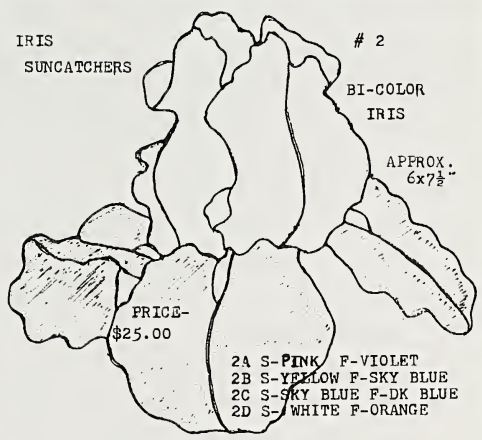 IRIS
SUNCATCHERS
# 2
BI-COLOR
IRIS
APPROX.
6x7½"
PRICE-
$25.00
2A S-PINK F-VIOLET
2B S-YELLOW F-SKY BLUE
2C S-SKY BLUE F-DK BLUE
2D S-WHITE F-ORANGE